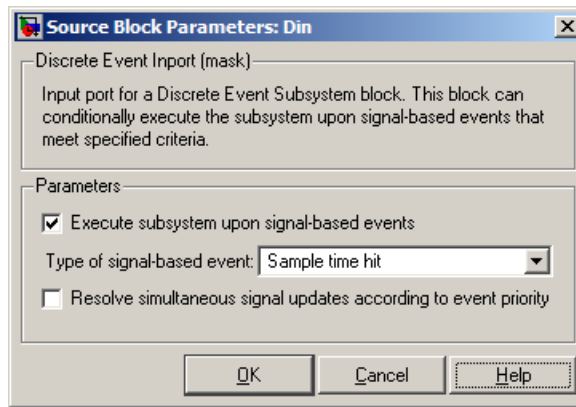 Source Block Parameters: Din
Discrete Event Inport (mask)
Input port for a Discrete Event Subsystem block. This block can
conditionally execute the subsystem upon signal-based events that
meet specified criteria.
Parameters
Execute subsystem upon signal-based events
Type of signal-based event: Sample time hit
Resolve simultaneous signal updates according to event priority
OK Cancel Help